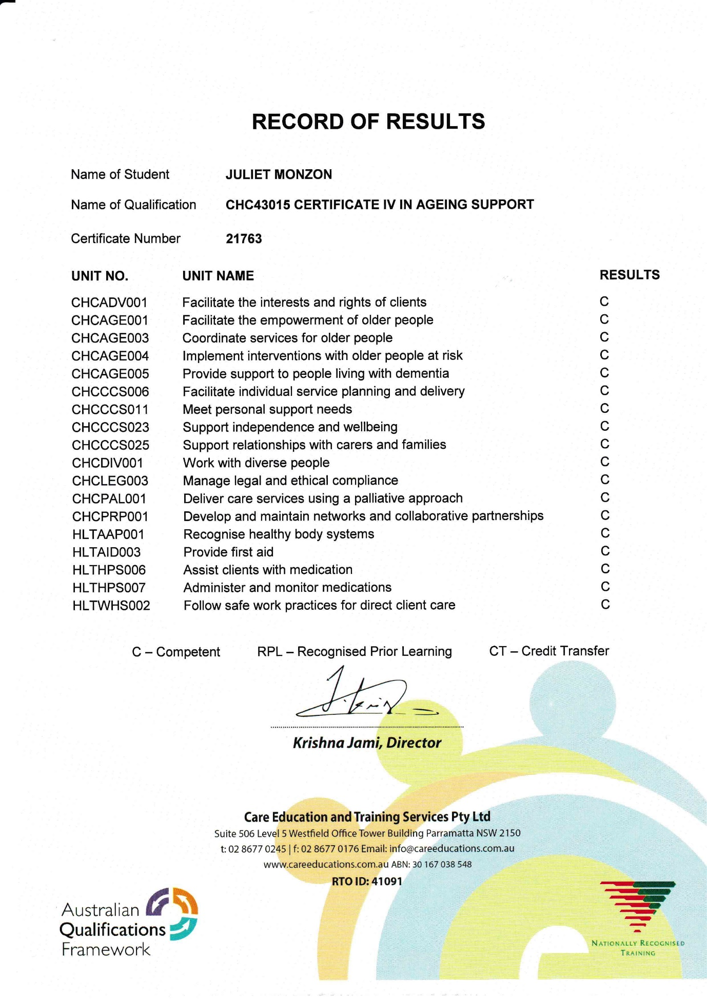 RECORD OF RESULTS
Name of Student JULIET MONZON
Name of Qualification CHC43015 CERTIFICATE IV IN AGEING SUPPORT
Certificate Number 21763
UNIT NO. UNIT NAME RESULTS
CHCADV001 Facilitate the interests and rights of clients C
CHCAGE001 Facilitate the empowerment of older people C
CHCAGE003 Coordinate services for older people C
CHCAGE004 Implement interventions with older people at risk C
CHCAGE005 Provide support to people living with dementia C
CHCCCS006 Facilitate individual service planning and delivery C
CHCCCS011 Meet personal support needs C
CHCCCS023 Support independence and wellbeing C
CHCCCS025 Support relationships with carers and families C
CHCDIV001 Work with diverse people C
CHCLEG003 Manage legal and ethical compliance C
CHCPAL001 Deliver care services using a palliative approach C
CHCPRP001 Develop and maintain networks and collaborative partnerships C
HLTAAP001 Recognise healthy body systems C
HLTAID003 Provide first aid C
HLTHPS006 Assist clients with medication C
HLTHPS007 Administer and monitor medications C
HLTWHS002 Follow safe work practices for direct client care C
C – Competent RPL – Recognised Prior Learning CT – Credit Transfer
Krishna Jami, Director
Care Education and Training Services Pty Ltd
Suite 506 Level 5 Westfield Office Tower Building Parramatta NSW 2150
t: 02 8677 0245 | f: 02 8677 0176 Email: info@careeducations.com.au
www.careeducations.com.au ABN: 30 167 038 548
RTO ID: 41091
Australian
Qualifications
Framework
NATIONALLY RECOGNISED
TRAINING